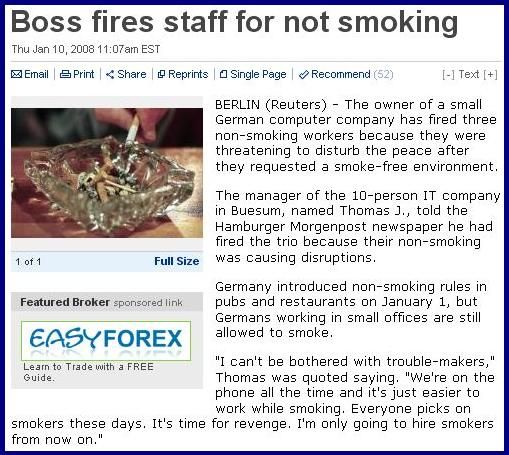 Boss fires staff for not smoking
Thu Jan 10, 2008 11:07am EST
Email | Print | Share | Reprints | Single Page | Recommend (52)
[-] Text [+]
BERLIN (Reuters) - The owner of a small
German computer company has fired three
non-smoking workers because they were
threatening to disturb the peace after
they requested a smoke-free environment.
1 of 1
Full Size
The manager of the 10-person IT company
in Buesum, named Thomas J., told the
Hamburger Morgenpost newspaper he had
fired the trio because their non-smoking
was causing disruptions.
Featured Broker sponsored link
EASY FOREX
Learn to Trade with a FREE
Guide.
Germany introduced non-smoking rules in
pubs and restaurants on January 1, but
Germans working in small offices are still
allowed to smoke.
"I can't be bothered with trouble-makers,"
Thomas was quoted saying. "We're on the
phone all the time and it's just easier to
work while smoking. Everyone picks on
smokers these days. It's time for revenge. I'm only going to hire smokers
from now on."